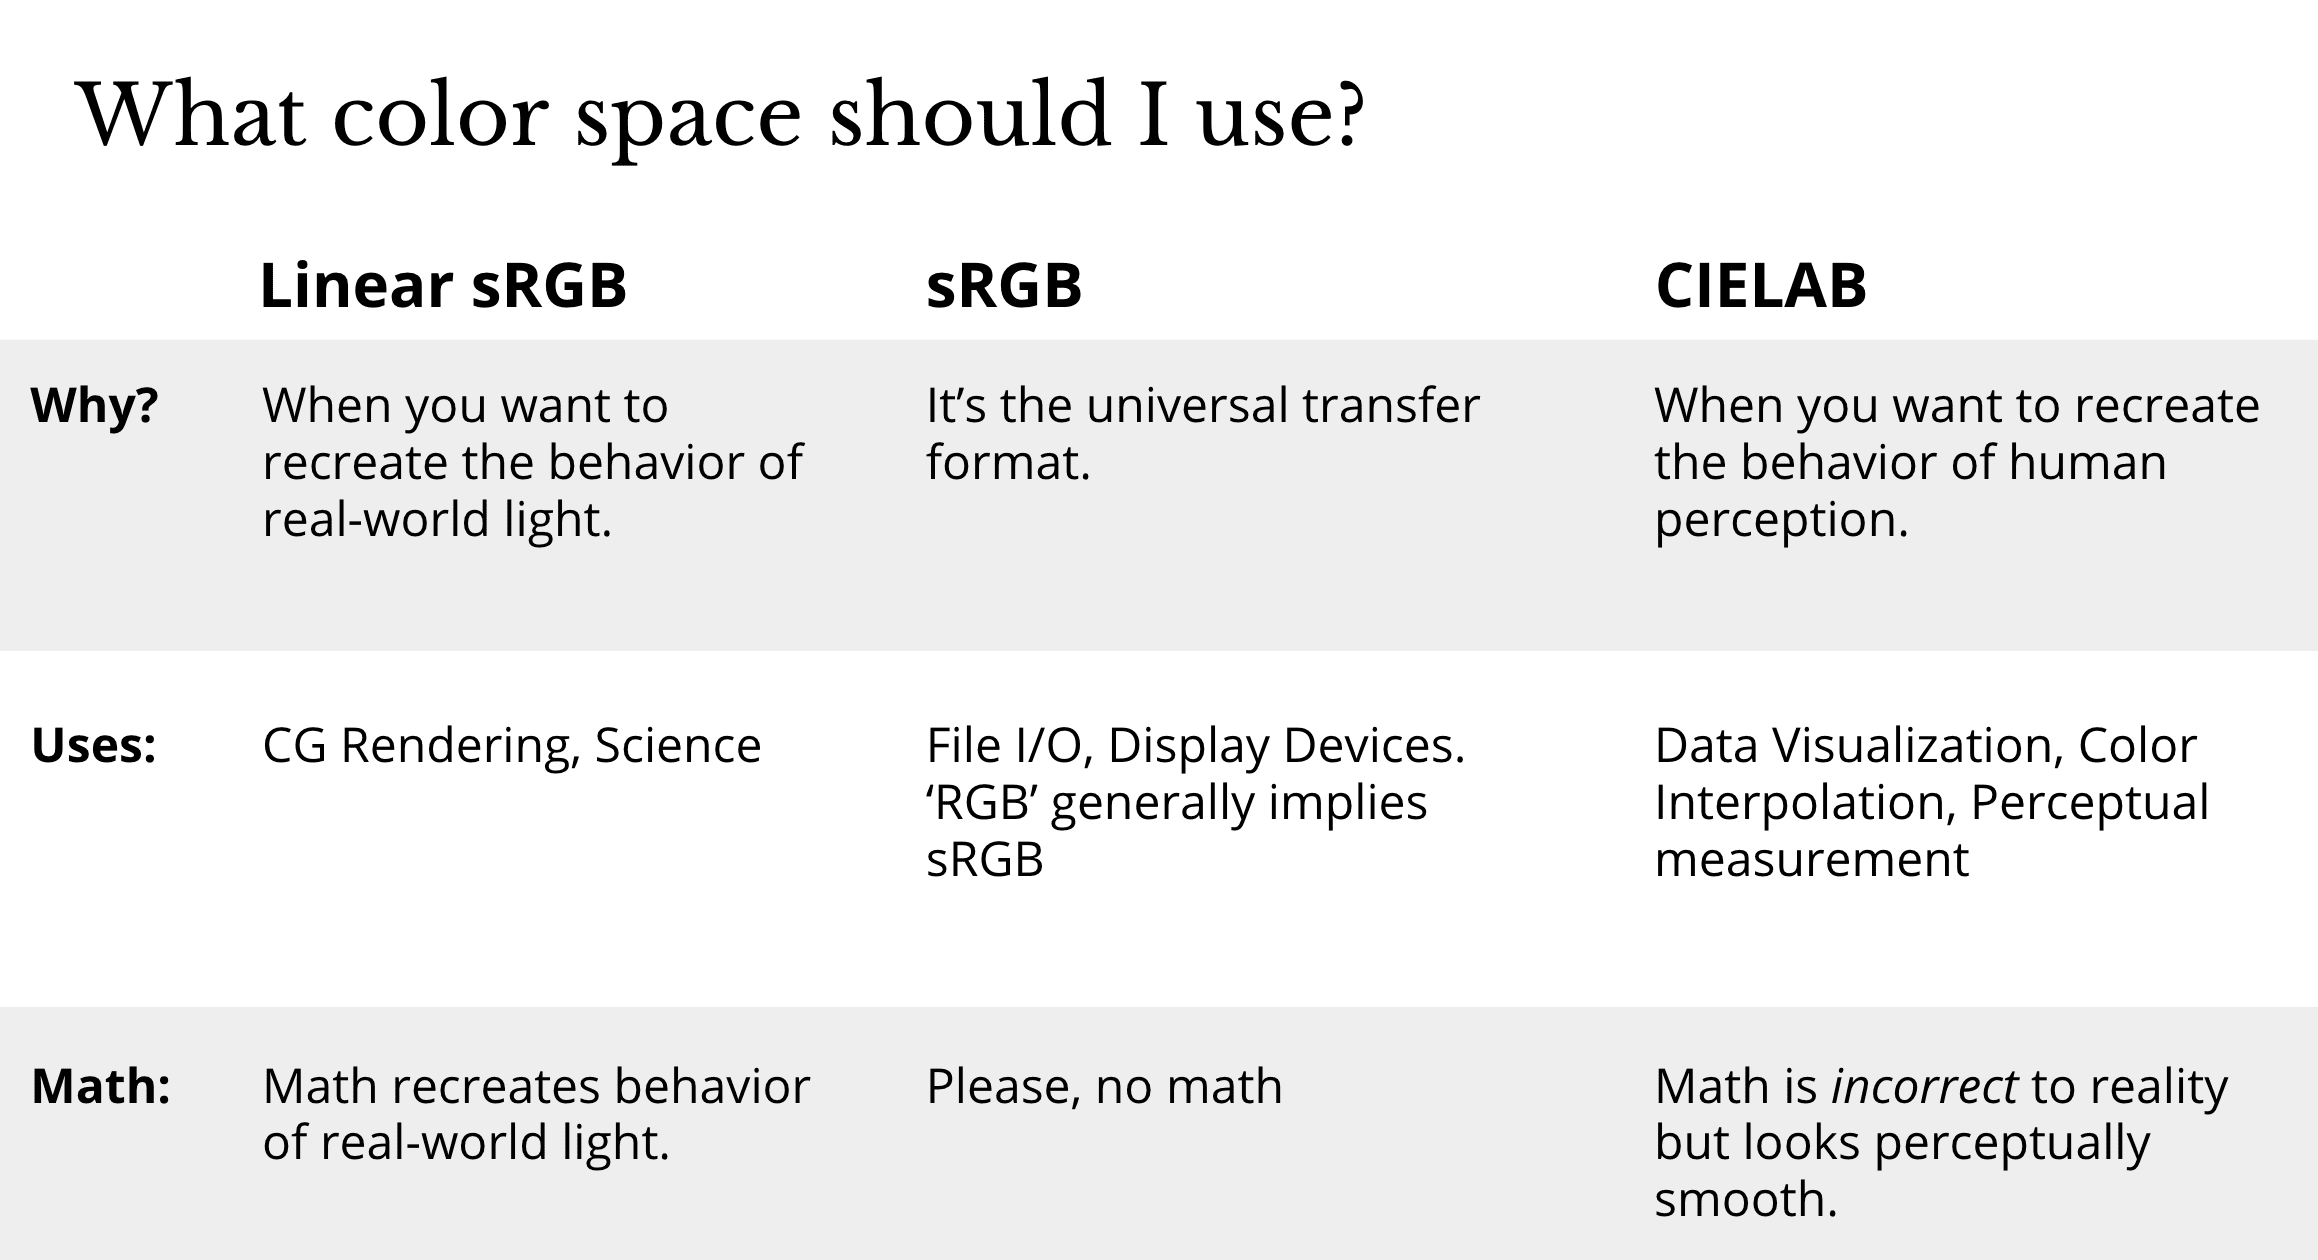 What color space should I use?
Linear sRGB
sRGB
CIELAB
Why?
When you want to
recreate the behavior of
real-world light.
It’s the universal transfer
format.
When you want to recreate
the behavior of human
perception.
Uses:
CG Rendering, Science
File I/O, Display Devices.
‘RGB’ generally implies
sRGB
Data Visualization, Color
Interpolation, Perceptual
measurement
Math:
Math recreates behavior
of real-world light.
Please, no math
Math is incorrect to reality
but looks perceptually
smooth.